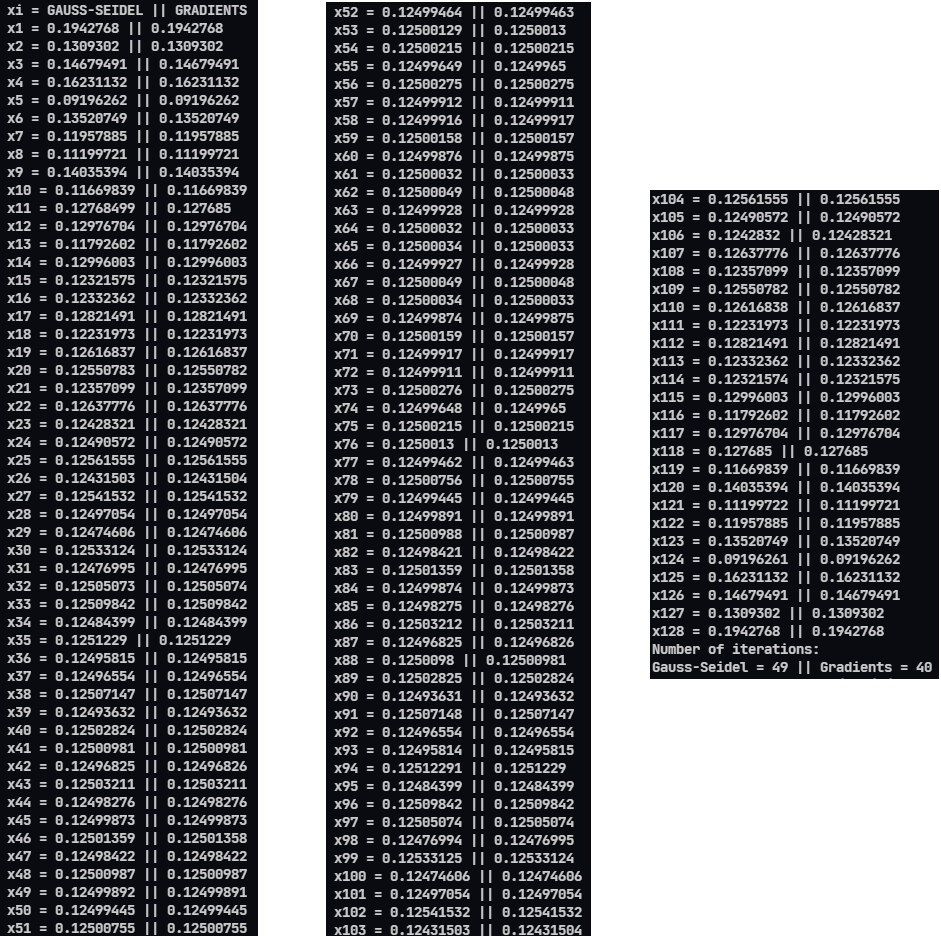 xi = GAUSS-SEIDEL || GRADIENTS
x1 = 0.1942768 || 0.1942768
x2 = 0.1309302 || 0.1309302
x3 = 0.14679491 || 0.14679491
x4 = 0.16231132 || 0.16231132
x5 = 0.09196262 || 0.09196262
x6 = 0.13520749 || 0.13520749
x7 = 0.11957885 || 0.11957885
x8 = 0.11199721 || 0.11199721
x9 = 0.14035394 || 0.14035394
x10 = 0.11669839 || 0.11669839
x11 = 0.12768499 || 0.127685
x12 = 0.12976704 || 0.12976704
x13 = 0.11792602 || 0.11792602
x14 = 0.12996003 || 0.12996003
x15 = 0.12321575 || 0.12321575
x16 = 0.12332362 || 0.12332362
x17 = 0.12821491 || 0.12821491
x18 = 0.12231973 || 0.12231973
x19 = 0.12616837 || 0.12616837
x20 = 0.12550783 || 0.12550782
x21 = 0.12357099 || 0.12357099
x22 = 0.12637776 || 0.12637776
x23 = 0.12428321 || 0.12428321
x24 = 0.12490572 || 0.12490572
x25 = 0.12561555 || 0.12561555
x26 = 0.12431503 || 0.12431504
x27 = 0.12541532 || 0.12541532
x28 = 0.12497054 || 0.12497054
x29 = 0.12474606 || 0.12474606
x30 = 0.12533124 || 0.12533124
x31 = 0.12476995 || 0.12476995
x32 = 0.12505073 || 0.12505074
x33 = 0.12509842 || 0.12509842
x34 = 0.12484399 || 0.12484399
x35 = 0.1251229 || 0.1251229
x36 = 0.12495815 || 0.12495815
x37 = 0.12496554 || 0.12496554
x38 = 0.12507147 || 0.12507147
x39 = 0.12493632 || 0.12493632
x40 = 0.12502824 || 0.12502824
x41 = 0.12500981 || 0.12500981
x42 = 0.12496825 || 0.12496826
x43 = 0.12503211 || 0.12503211
x44 = 0.12498276 || 0.12498276
x45 = 0.12499873 || 0.12499873
x46 = 0.12501359 || 0.12501358
x47 = 0.12498422 || 0.12498422
x48 = 0.12500987 || 0.12500987
x49 = 0.12499892 || 0.12499891
x50 = 0.12499445 || 0.12499445
x51 = 0.12500755 || 0.12500755
x52 = 0.12499464 || 0.12499463
x53 = 0.12500129 || 0.1250013
x54 = 0.12500215 || 0.12500215
x55 = 0.12499649 || 0.1249965
x56 = 0.12500275 || 0.12500275
x57 = 0.12499912 || 0.12499911
x58 = 0.12499916 || 0.12499917
x59 = 0.12500158 || 0.12500157
x60 = 0.12499876 || 0.12499875
x61 = 0.12500032 || 0.12500033
x62 = 0.12500049 || 0.12500048
x63 = 0.12499928 || 0.12499928
x64 = 0.12500032 || 0.12500033
x65 = 0.12500034 || 0.12500033
x66 = 0.12499927 || 0.12499928
x67 = 0.12500049 || 0.12500048
x68 = 0.12500034 || 0.12500033
x69 = 0.12499874 || 0.12499875
x70 = 0.12500159 || 0.12500157
x71 = 0.12499917 || 0.12499917
x72 = 0.12499911 || 0.12499911
x73 = 0.12500276 || 0.12500275
x74 = 0.12499648 || 0.1249965
x75 = 0.12500215 || 0.12500215
x76 = 0.1250013 || 0.1250013
x77 = 0.12499462 || 0.12499463
x78 = 0.12500756 || 0.12500755
x79 = 0.12499445 || 0.12499445
x80 = 0.12499891 || 0.12499891
x81 = 0.12500988 || 0.12500987
x82 = 0.12498421 || 0.12498422
x83 = 0.12501359 || 0.12501358
x84 = 0.12499874 || 0.12499873
x85 = 0.12498275 || 0.12498276
x86 = 0.12503212 || 0.12503211
x87 = 0.12496825 || 0.12496826
x88 = 0.1250098 || 0.12500981
x89 = 0.12502825 || 0.12502824
x90 = 0.12493631 || 0.12493632
x91 = 0.12507148 || 0.12507147
x92 = 0.12496554 || 0.12496554
x93 = 0.12495814 || 0.12495815
x94 = 0.12512291 || 0.1251229
x95 = 0.12484399 || 0.12484399
x96 = 0.12509842 || 0.12509842
x97 = 0.12505074 || 0.12505074
x98 = 0.12476994 || 0.12476995
x99 = 0.12533125 || 0.12533124
x100 = 0.12474606 || 0.12474606
x101 = 0.12497054 || 0.12497054
x102 = 0.12541532 || 0.12541532
x103 = 0.12431503 || 0.12431504
x104 = 0.12561555 || 0.12561555
x105 = 0.12490572 || 0.12490572
x106 = 0.1242832 || 0.12428321
x107 = 0.12637776 || 0.12637776
x108 = 0.12357099 || 0.12357099
x109 = 0.12550782 || 0.12550782
x110 = 0.12616838 || 0.12616837
x111 = 0.12231973 || 0.12231973
x112 = 0.12821491 || 0.12821491
x113 = 0.12332362 || 0.12332362
x114 = 0.12321574 || 0.12321575
x115 = 0.12996003 || 0.12996003
x116 = 0.11792602 || 0.11792602
x117 = 0.12976704 || 0.12976704
x118 = 0.127685 || 0.127685
x119 = 0.11669839 || 0.11669839
x120 = 0.14035394 || 0.14035394
x121 = 0.11199722 || 0.11199721
x122 = 0.11957885 || 0.11957885
x123 = 0.13520749 || 0.13520749
x124 = 0.09196261 || 0.09196262
x125 = 0.16231132 || 0.16231132
x126 = 0.14679491 || 0.14679491
x127 = 0.1309302 || 0.1309302
x128 = 0.1942768 || 0.1942768
Number of iterations:
Gauss-Seidel = 49 || Gradients = 40